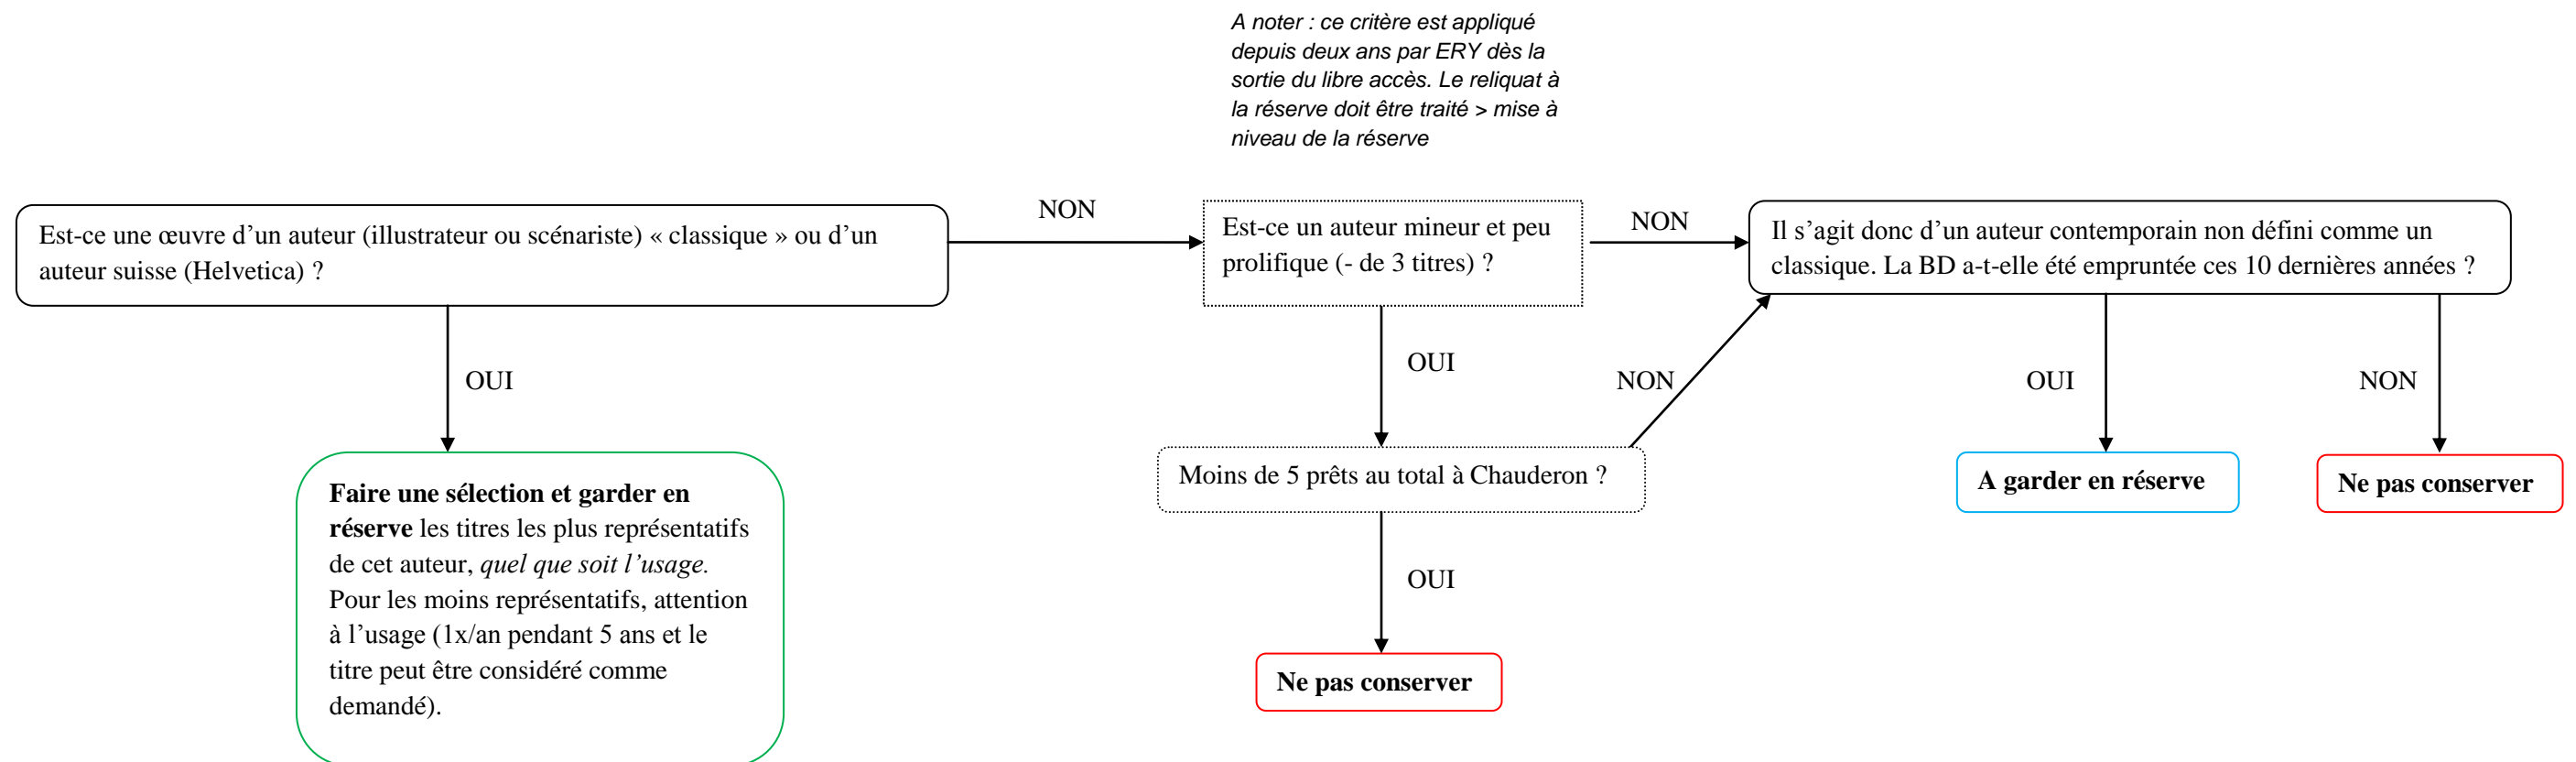 A noter : ce critère est appliqué
depuis deux ans par ERY dès la
sortie du libre accès. Le reliquat à
la réserve doit être traité > mise à
niveau de la réserve
Est-ce une œuvre d’un auteur (illustrateur ou scénariste) « classique » ou d’un
auteur suisse (Helvetica) ?
NON
Est-ce un auteur mineur et peu
prolifique (- de 3 titres) ?
NON
Il s’agit donc d’un auteur contemporain non défini comme un
classique. La BD a-t-elle été empruntée ces 10 dernières années ?
OUI
OUI
NON
OUI
NON
Faire une sélection et garder en
réserve les titres les plus représentatifs
de cet auteur, quel que soit l’usage.
Pour les moins représentatifs, attention
à l’usage (1x/an pendant 5 ans et le
titre peut être considéré comme
demandé).
Moins de 5 prêts au total à Chauderon ?
A garder en réserve
Ne pas conserver
OUI
Ne pas conserver